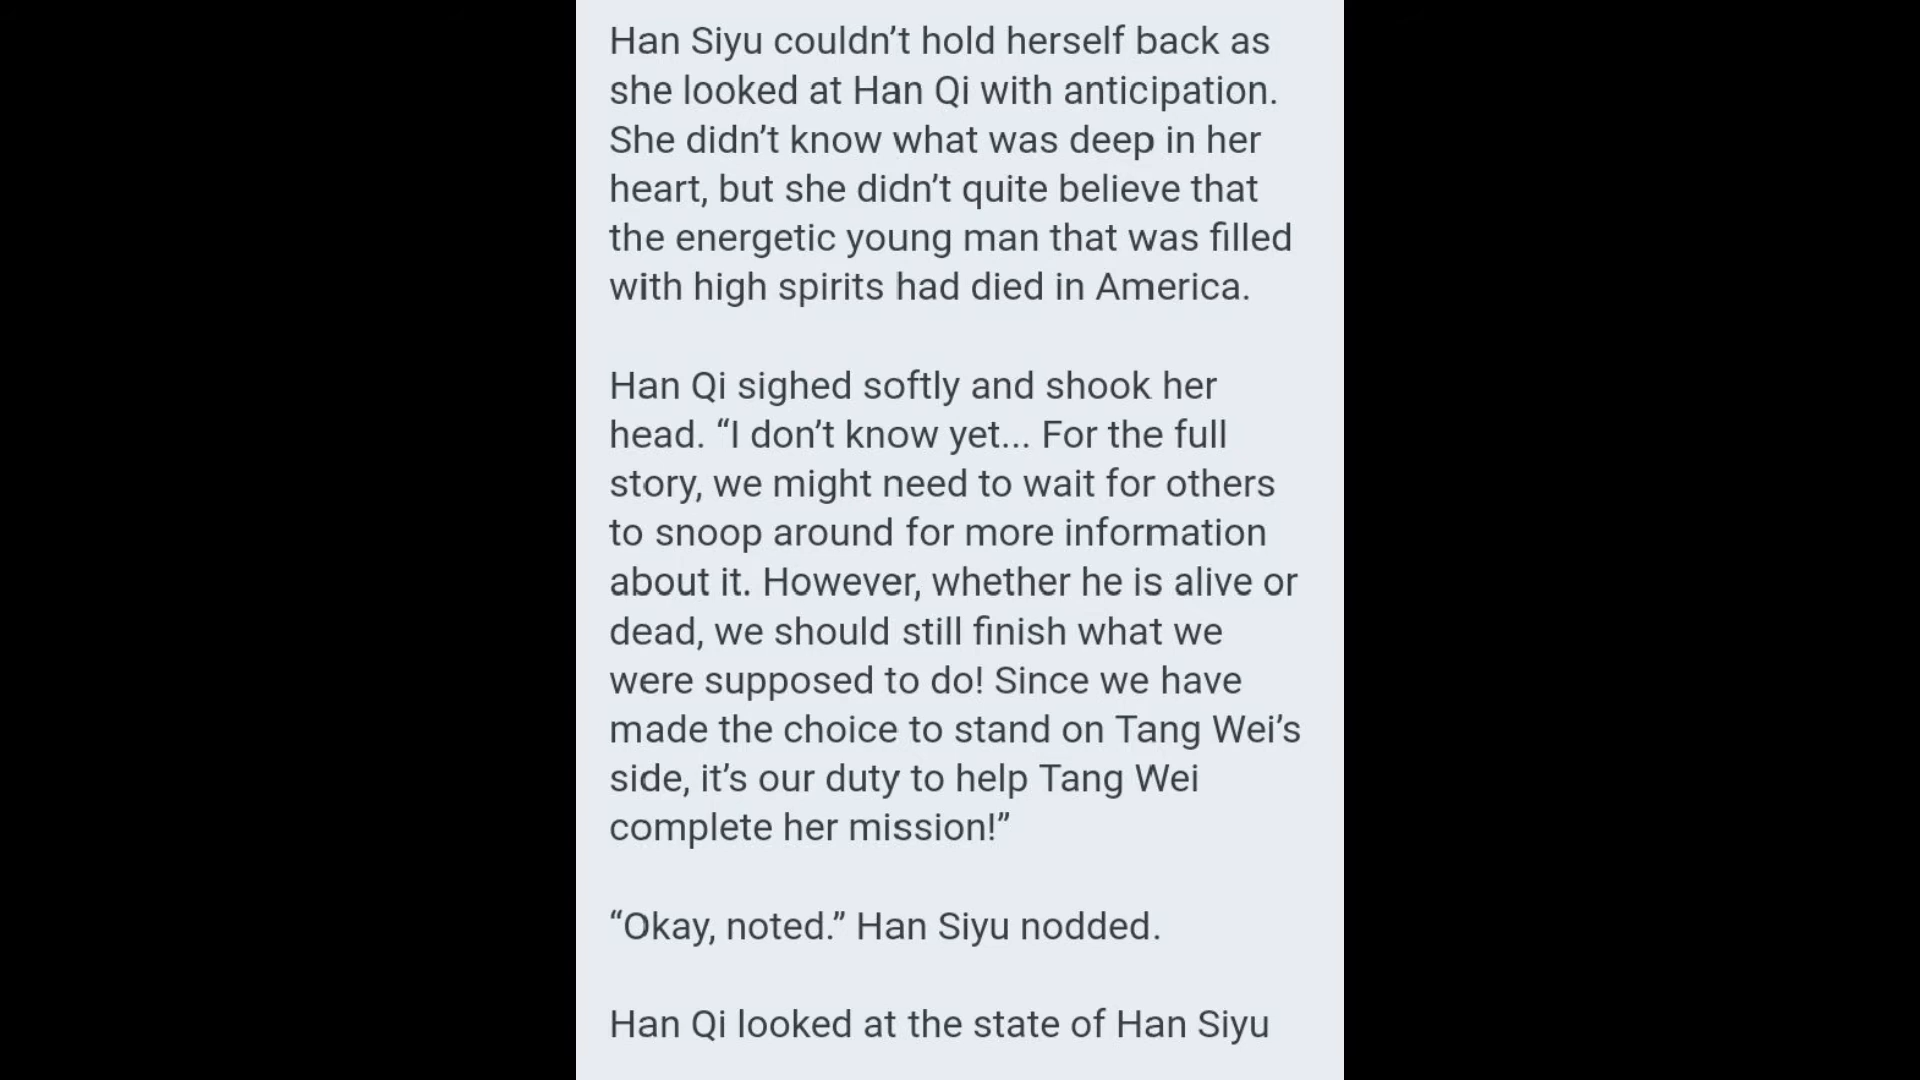 Han Siyu couldn’t hold herself back as
she looked at Han Qi with anticipation.
She didn’t know what was deep in her
heart, but she didn’t quite believe that
the energetic young man that was filled
with high spirits had died in America.
Han Qi sighed softly and shook her
head. “I don’t know yet... For the full
story, we might need to wait for others
to snoop around for more information
about it. However, whether he is alive or
dead, we should still finish what we
were supposed to do! Since we have
made the choice to stand on Tang Wei’s
side, it’s our duty to help Tang Wei
complete her mission!”
“Okay, noted.” Han Siyu nodded.
Han Qi looked at the state of Han Siyu